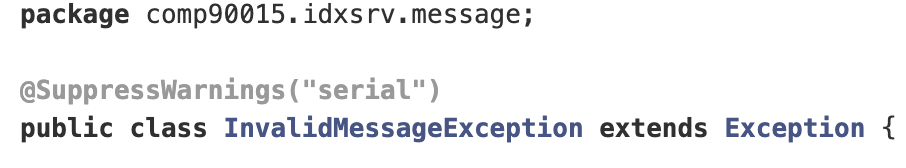 package comp90015.idxsrv.message;
@SuppressWarnings("serial")
public class InvalidMessageException extends Exception {